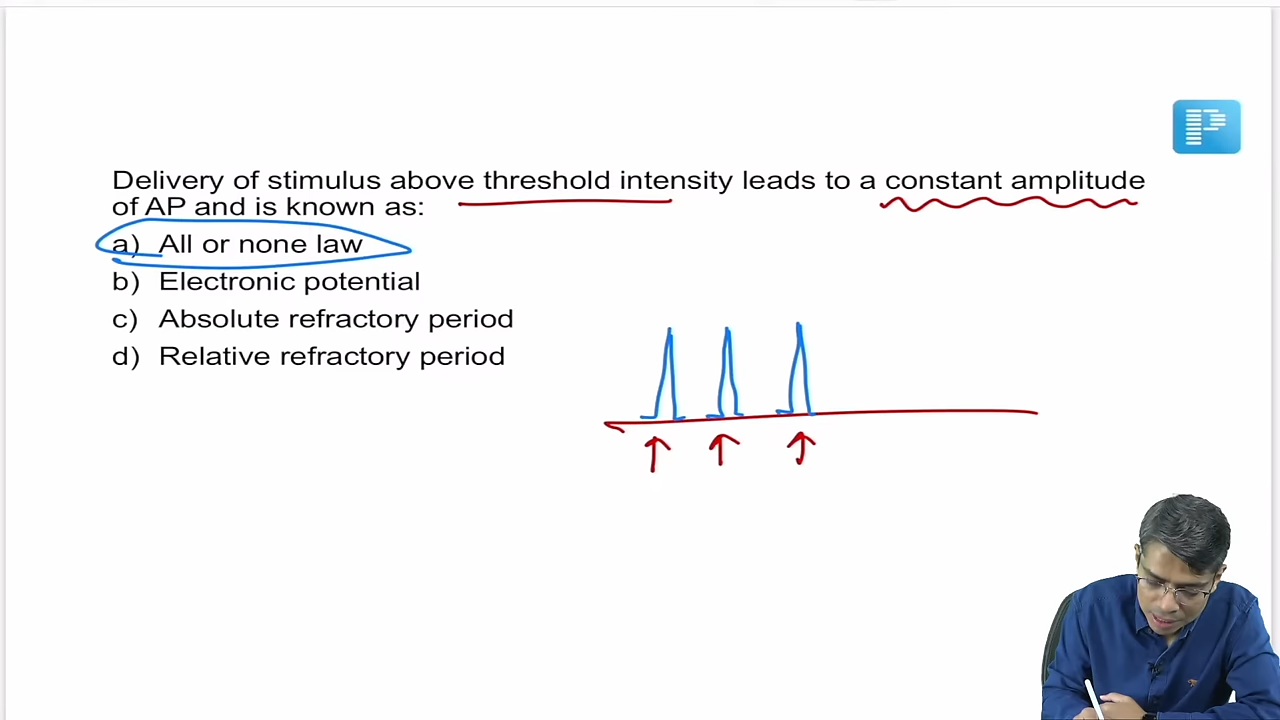 Delivery of stimulus above threshold intensity leads to a constant amplitude
of AP and is known as:
a) All or none law
b) Electronic potential
c) Absolute refractory period
d) Relative refractory period
P